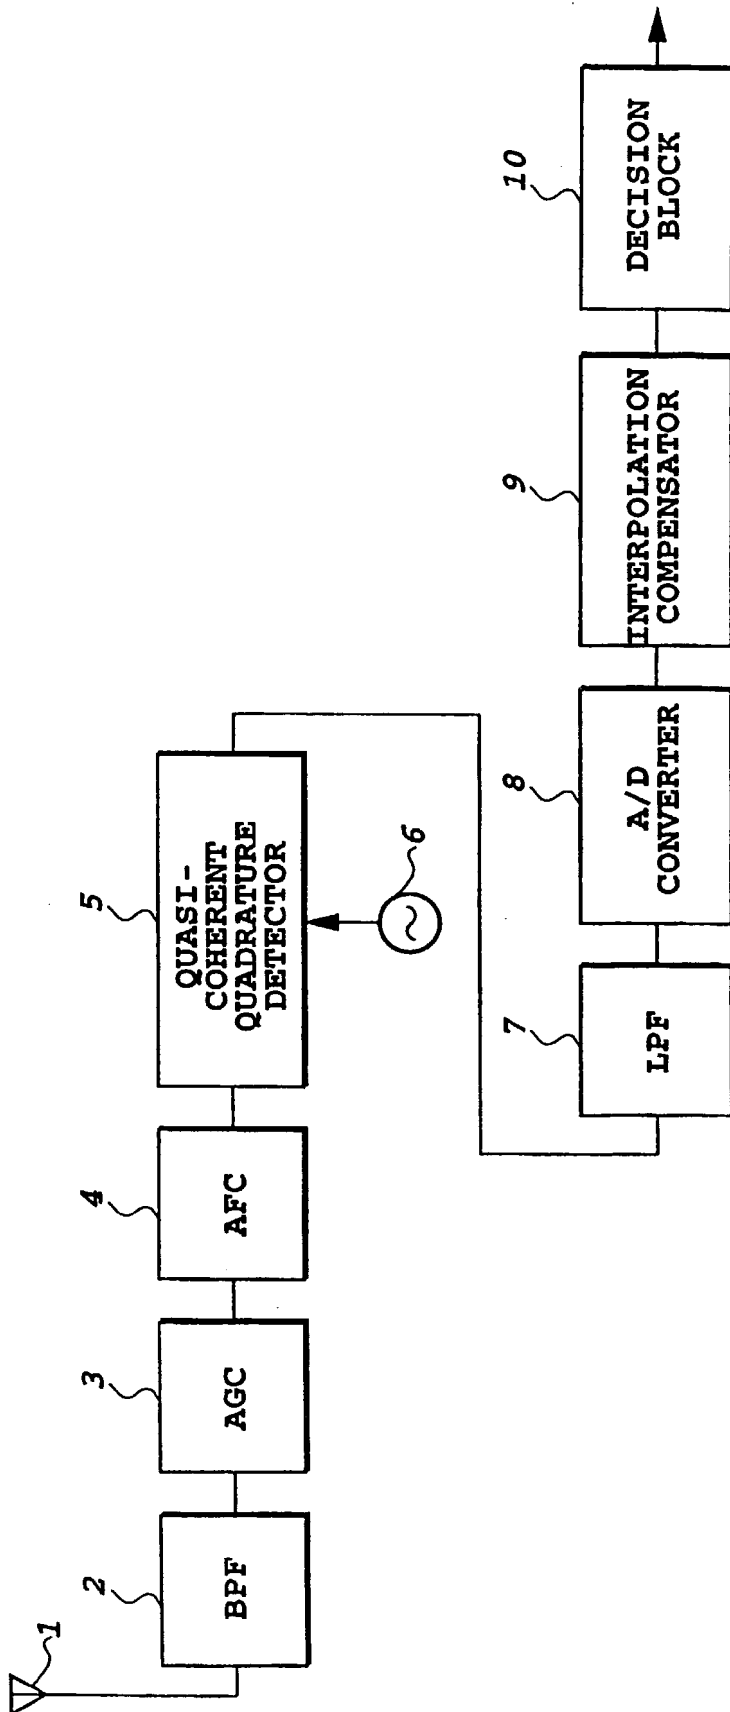 1
2
BPF
3
AGC
4
AFC
5
QUASI-
COHERENT
QUADRATURE
DETECTOR
6
7
LPF
8
A/D
CONVERTER
9
INTERPOLATION
COMPENSATOR
10
DECISION
BLOCK